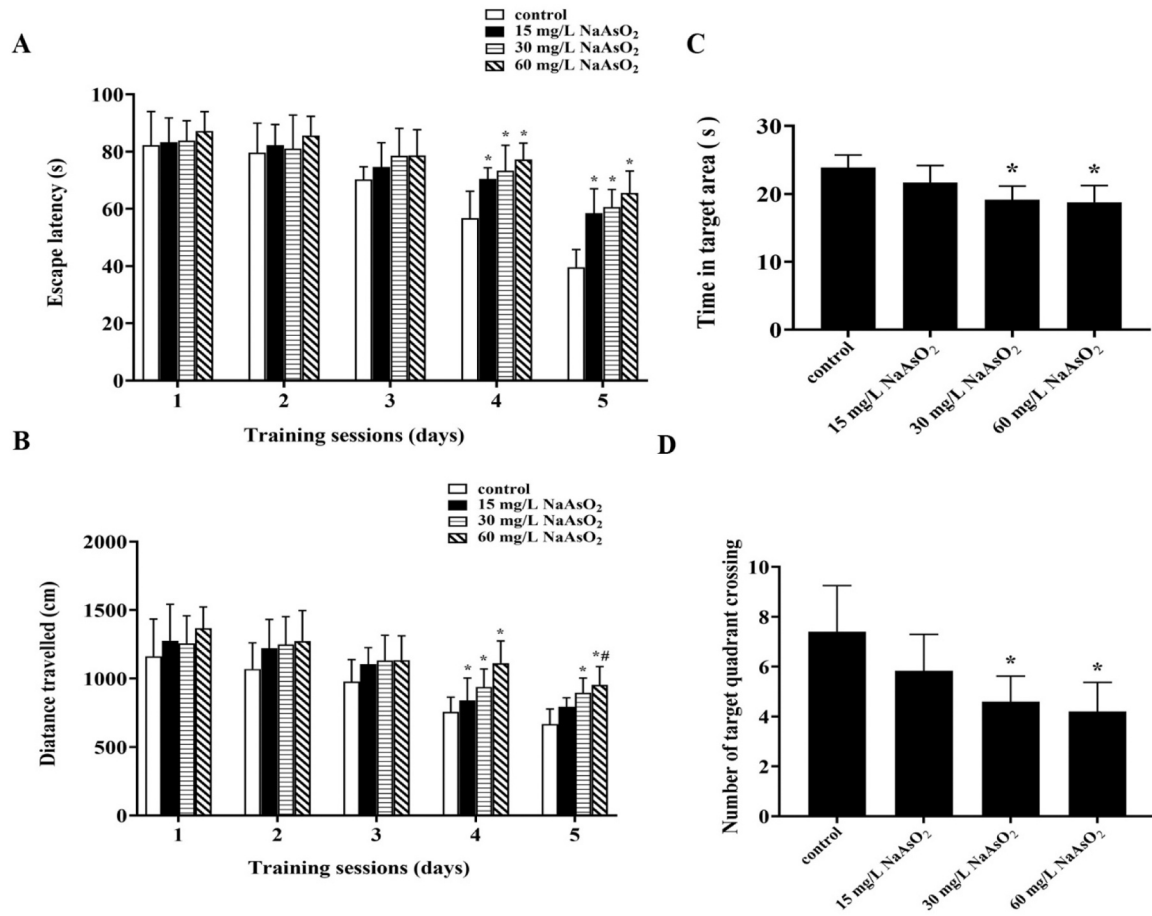 A
control
15 mg/L NaAsO₂
30 mg/L NaAsO₂
60 mg/L NaAsO₂
Escape latency (s)
100
80
60
40
20
0
* * *
* * *
1 2 3 4 5
Training sessions (days)
B
control
15 mg/L NaAsO₂
30 mg/L NaAsO₂
60 mg/L NaAsO₂
Diatance travelled (cm)
2000
1500
1000
500
0
* * *
* *#
1 2 3 4 5
Training sessions (days)
C
Time in target area ( s )
30
20
10
0
* *
control
15 mg/L NaAsO₂
30 mg/L NaAsO₂
60 mg/L NaAsO₂
D
Number of target quadrant crossing
10
8
6
4
2
0
* *
control
15 mg/L NaAsO₂
30 mg/L NaAsO₂
60 mg/L NaAsO₂